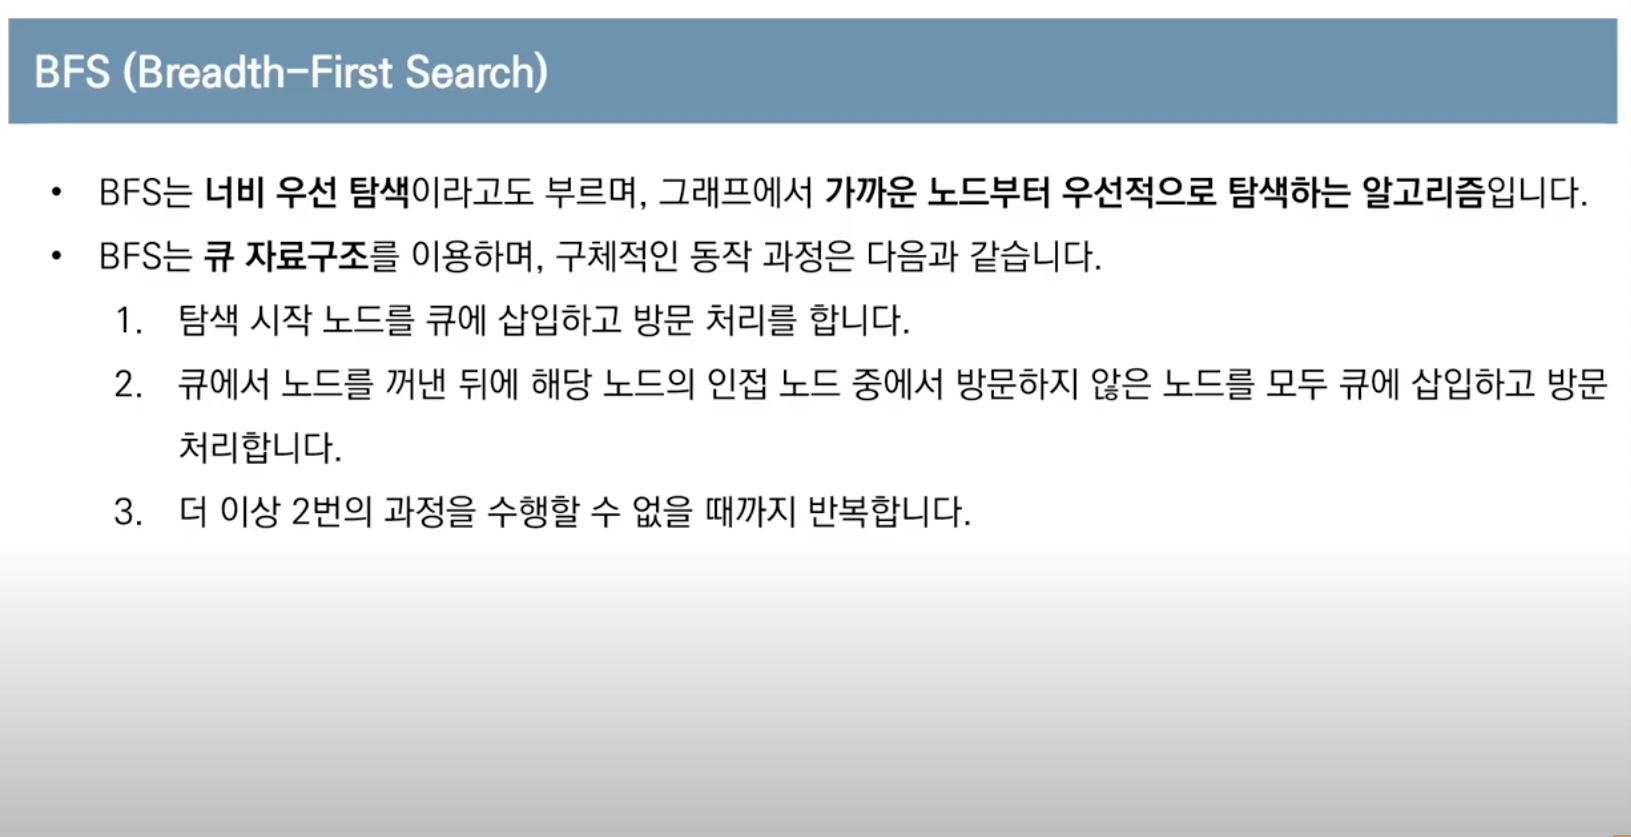 BFS (Breadth-First Search)
• BFS는 너비 우선 탐색이라고도 부르며, 그래프에서 가까운 노드부터 우선적으로 탐색하는 알고리즘입니다.
• BFS는 큐 자료구조를 이용하며, 구체적인 동작 과정은 다음과 같습니다.
1. 탐색 시작 노드를 큐에 삽입하고 방문 처리를 합니다.
2. 큐에서 노드를 꺼낸 뒤에 해당 노드의 인접 노드 중에서 방문하지 않은 노드를 모두 큐에 삽입하고 방문
처리합니다.
3. 더 이상 2번의 과정을 수행할 수 없을 때까지 반복합니다.